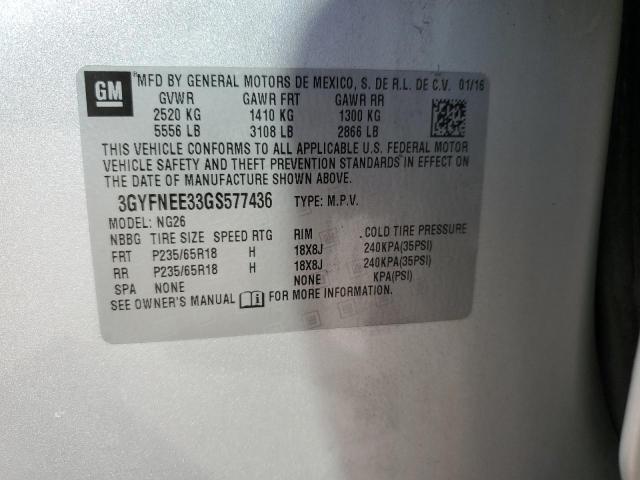 GM
®MFD BY GENERAL MOTORS DE MEXICO, S. DE R.L. DE C.V. 01/16
GVWR GAWR FRT GAWR RR
2520 KG 1410 KG 1300 KG
5556 LB 3108 LB 2866 LB
THIS VEHICLE CONFORMS TO ALL APPLICABLE U.S. FEDERAL MOTOR
VEHICLE SAFETY AND THEFT PREVENTION STANDARDS IN EFFECT ON
THE DATE OF MANUFACTURE SHOWN ABOVE.
3GYFNEE33GS577436 TYPE: M.P.V.
MODEL: NG26
NBBG TIRE SIZE SPEED RTG RIM COLD TIRE PRESSURE
FRT P235/65R18 H 18X8J 240KPA(35PSI)
RR P235/65R18 H 18X8J 240KPA(35PSI)
SPA NONE NONE KPA(PSI)
SEE OWNER'S MANUAL FOR MORE INFORMATION.